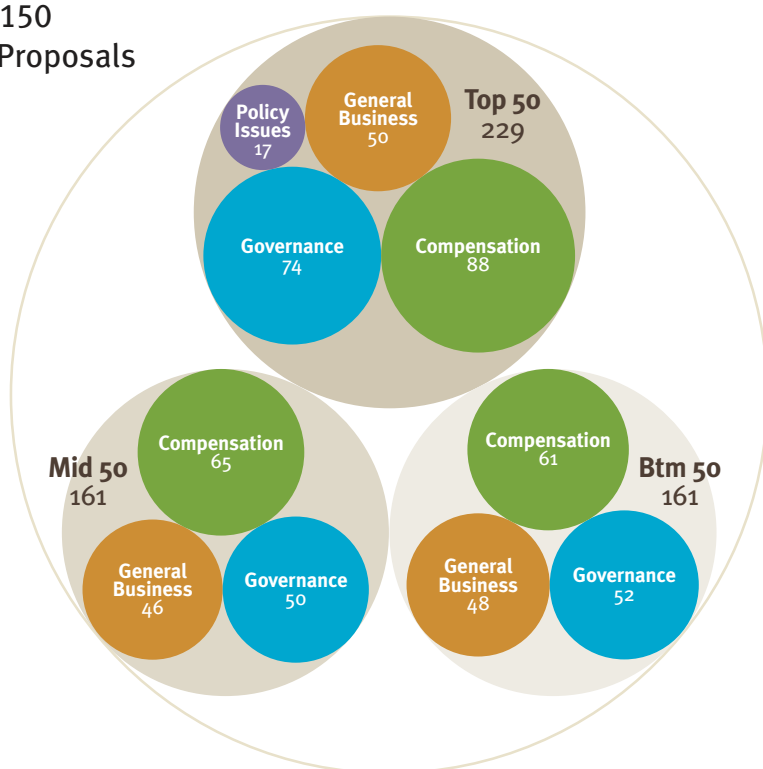 150
Proposals
Top 50
229
Policy
Issues
17
General
Business
50
Governance
74
Compensation
88
Mid 50
161
Compensation
65
General
Business
46
Governance
50
Btm 50
161
Compensation
61
General
Business
48
Governance
52